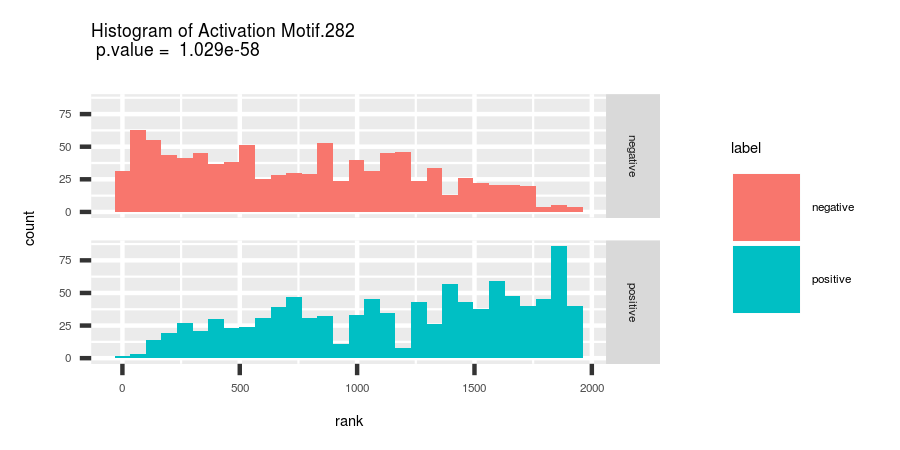 Histogram of Activation Motif.282
p.value =  1.029e-58
count
75
50
25
0
negative
75
50
25
0
positive
0 500 1000 1500 2000
rank
label
negative
positive